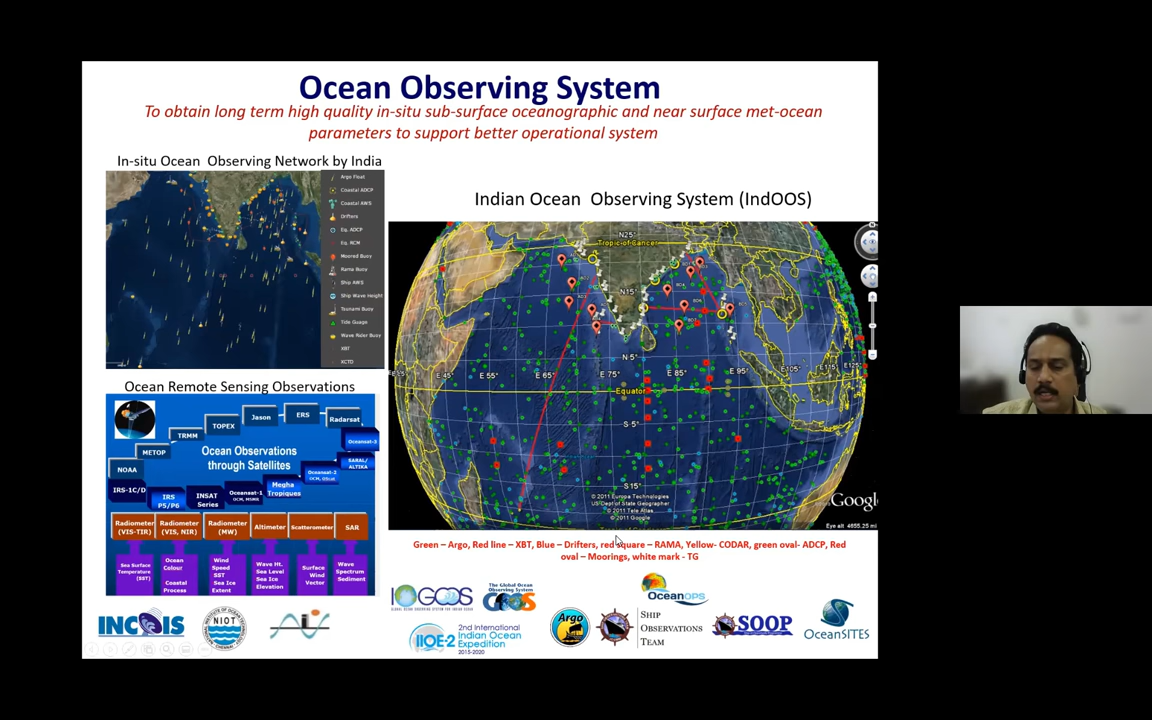 Ocean Observing System
To obtain long term high quality in-situ sub-surface oceanographic and near surface met-ocean
parameters to support better operational system
In-situ Ocean Observing Network by India
Argo Float
Coastal ADCP
Coastal AWS
Drifters
Eq. ADCP
Eq. RCM
Moored Buoy
Rama Buoy
Ship AWS
Ship Wave Height
Tsunami Buoy
Tide Guage
Wave Rider Buoy
XBT
XCTD
Indian Ocean Observing System (IndOOS)
N25°
Tropic of Cancer
N15°
N 5°
E 45°
E 55°
E 65°
E 75°
E 85°
E 95°
E105°
E115°
Equator
S 5°
S15°
© 2011 Europa Technologies
US Dept of State Geographer
© 2011 Tele Atlas
© 2011 Google
Google
Eye alt 4855.25 mi
Green – Argo, Red line – XBT, Blue – Drifters, red square – RAMA, Yellow- CODAR, green oval- ADCP, Red
oval – Moorings, white mark - TG
Ocean Remote Sensing Observations
Ocean Observations
through Satellites
NOAA
METOP
TRMM
TOPEX
Jason
ERS
Radarsat
Oceansat-3
SARAL/
ALTIKA
Oceansat-2
Megha
Tropiques
Oceansat-1
OCM, MSMR
INSAT
Series
IRS
P5/P6
IRS-1C/D
Radiometer
(VIS-TIR)
Radiometer
(VIS, NIR)
Radiometer
(MW)
Altimeter
Scatterometer
SAR
Sea Surface
Temperature
(SST)
Ocean
Colour
Coastal
Process
Wind
Speed
SST
Sea Ice
Extent
Wave Ht.
Sea Level
Sea Ice
Elevation
Surface
Wind
Vector
Wave
Spectrum
Sediment
INCOIS
NIOT
IOGOOS
The Global Ocean
Observing System
GOOS
OceanOPS
IIOE-2
2nd International
Indian Ocean
Expedition
2015-2020
Argo
SHIP
OBSERVATIONS
TEAM
SOOP
OceanSITES